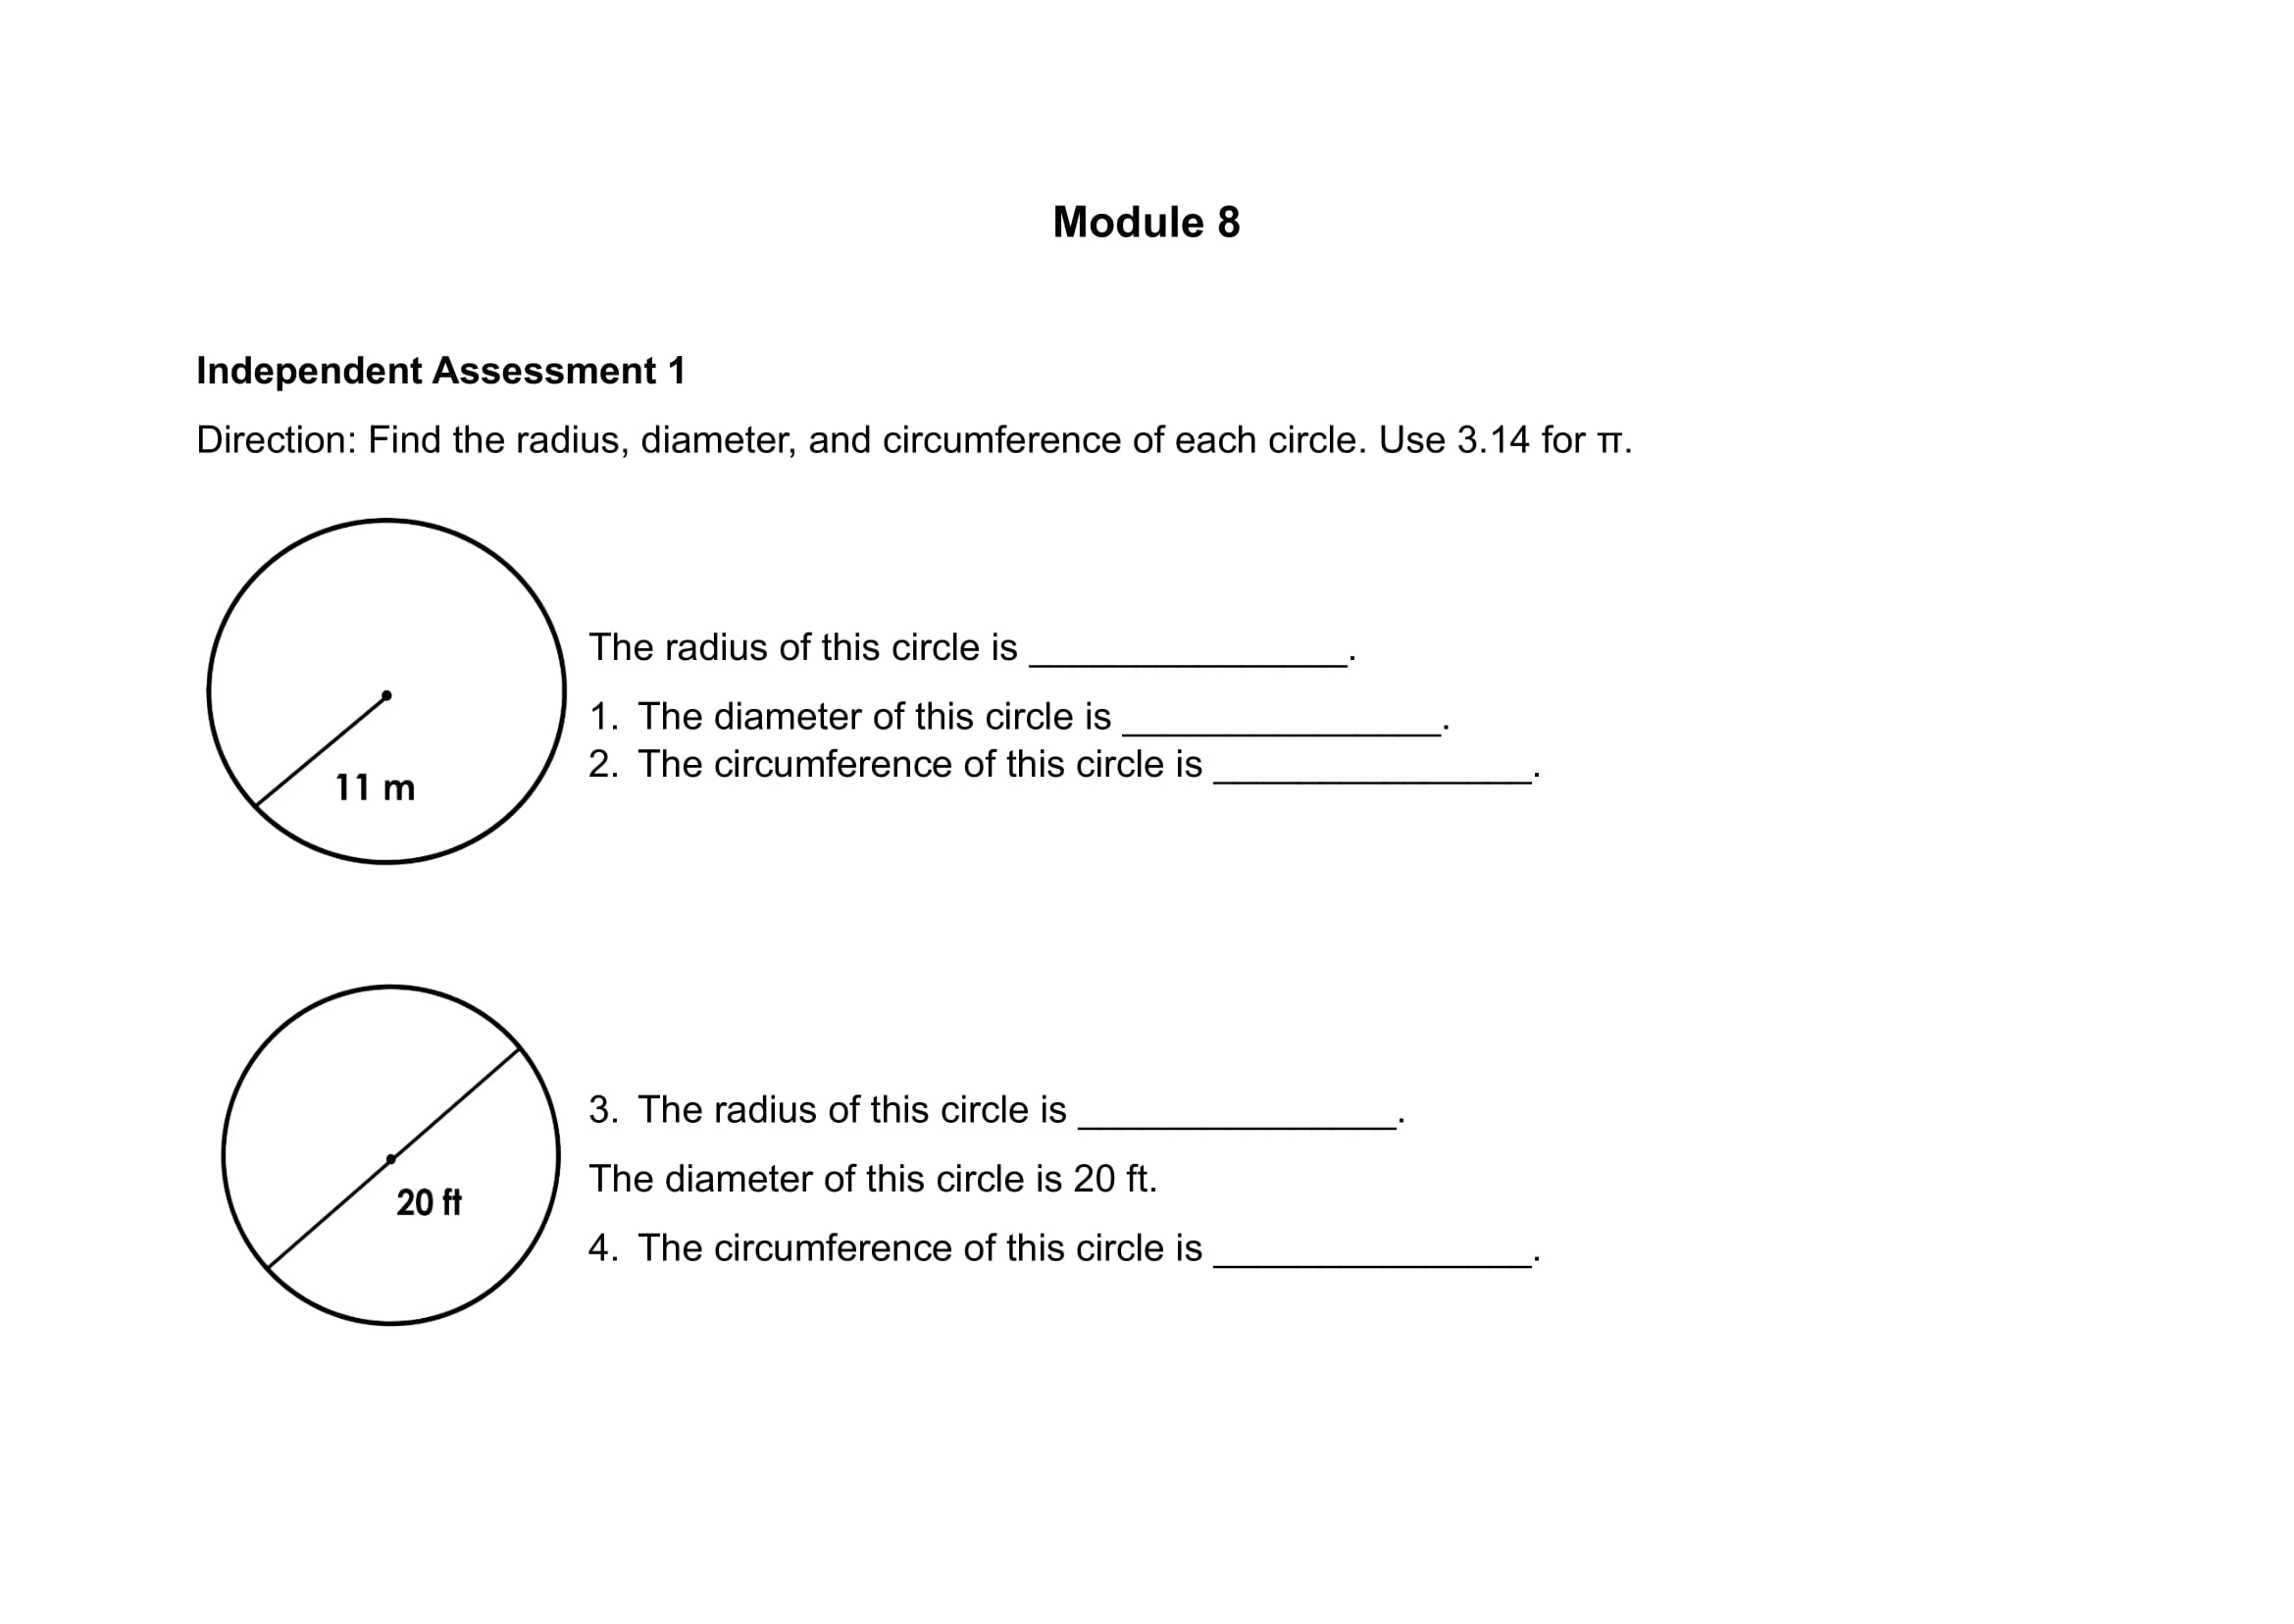 Module 8
Independent Assessment 1
Direction: Find the radius, diameter, and circumference of each circle. Use 3.14 for π.
The radius of this circle is _______________.
1. The diameter of this circle is _______________.
2. The circumference of this circle is _______________.
11 m
3. The radius of this circle is _______________.
The diameter of this circle is 20 ft.
20 ft
4. The circumference of this circle is _______________.